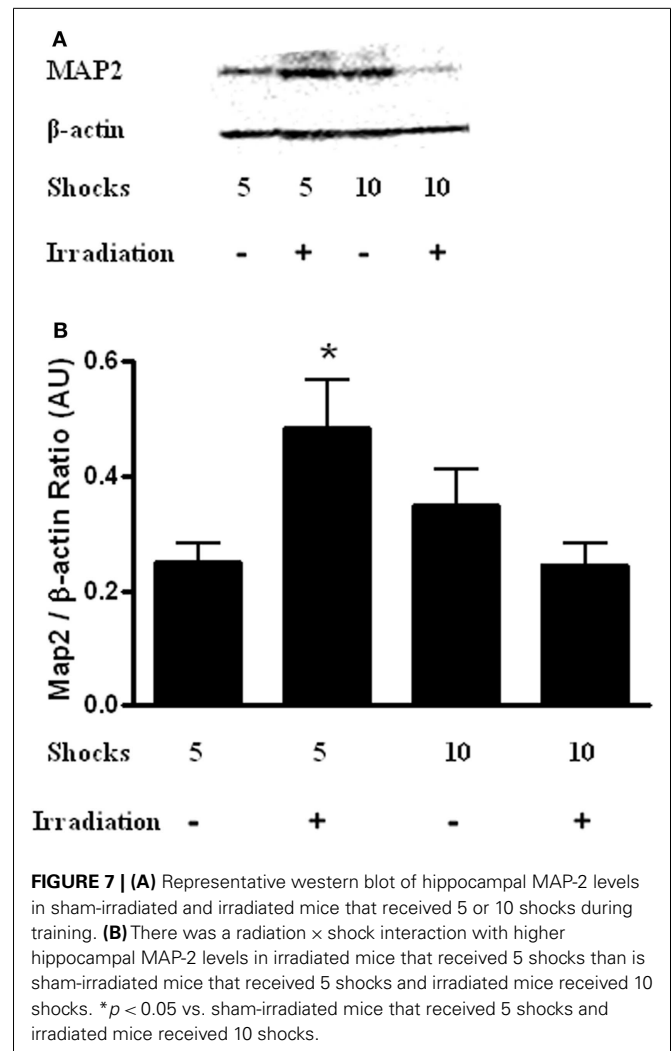 A
MAP2
β-actin
Shocks 5 5 10 10
Irradiation - + - +
B
Map2 / β-actin Ratio (AU)
0.6
0.4
0.2
0.0
*
Shocks 5 5 10 10
Irradiation - + - +
FIGURE 7 | (A) Representative western blot of hippocampal MAP-2 levels
in sham-irradiated and irradiated mice that received 5 or 10 shocks during
training. (B) There was a radiation × shock interaction with higher
hippocampal MAP-2 levels in irradiated mice that received 5 shocks than is
sham-irradiated mice that received 5 shocks and irradiated mice received 10
shocks. *p < 0.05 vs. sham-irradiated mice that received 5 shocks and
irradiated mice received 10 shocks.